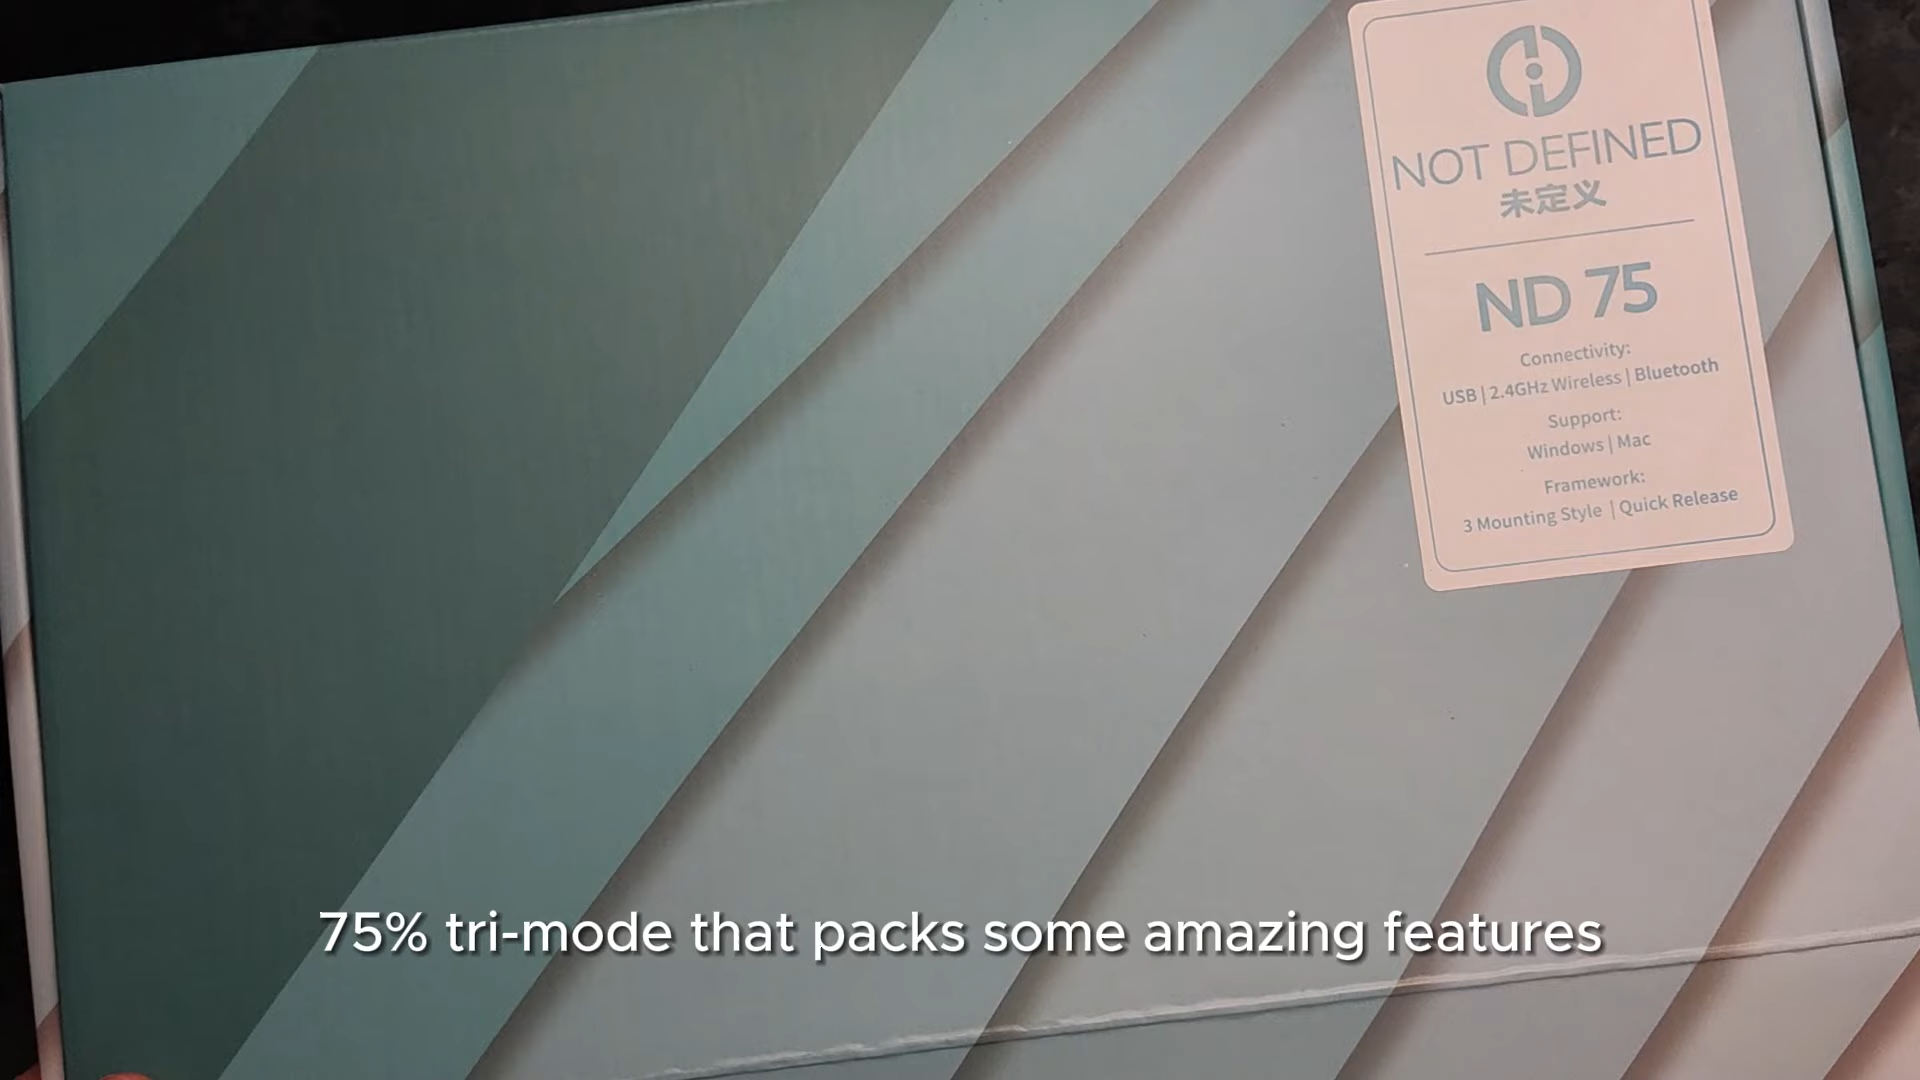 NOT DEFINED
未定义
ND 75
Connectivity:
USB | 2.4GHz Wireless | Bluetooth
Support:
Windows | Mac
Framework:
3 Mounting Style | Quick Release
75% tri-mode that packs some amazing features